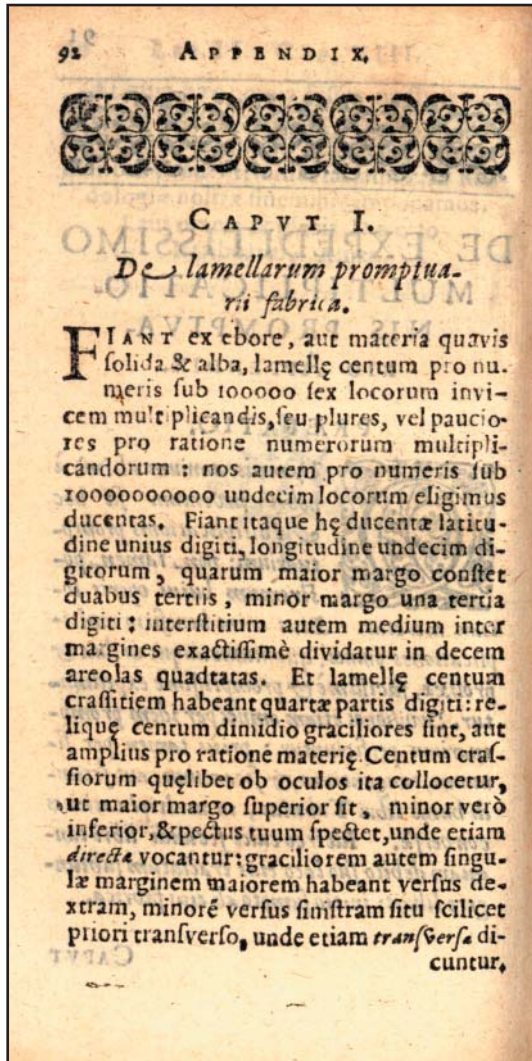 92 APPENDIX.
CAPVT I.
De lamellarum promptua-
rii fabrica.
FIANT ex ebore, aut materia quavis
ſolida & alba, lamellę centum pro nu-
meris ſub 100000 ſex locorum invi-
cem multiplicandis, ſeu plures, vel paucio-
res pro ratione numerorum multipli-
candorum : nos autem pro numeris ſub
10000000000 undecim locorum eligimus
ducentas. Fiant itaque hę ducentæ latitu-
dine unius digiti, longitudine undecim di-
gitorum, quarum maior margo conſtet
duabus tertiis, minor margo una tertia
digiti : interſtitium autem medium inter
margines exactiſſimè dividatur in decem
areolas quadratas. Et lamellę centum
craſſitiem habeant quartæ partis digiti : re-
liquę centum dimidio graciliores ſint, aut
amplius pro ratione materię. Centum craſ-
ſiorum quęlibet ob oculos ita collocetur,
ut maior margo ſuperior ſit, minor verò
inferior, & pectus tuum ſpectet, unde etiam
directæ vocantur : graciliorem autem ſingu-
læ marginem maiorem habeant verſus de-
xtram, minorẽ verſus ſiniſtram ſitu ſcilicet
priori tranſverſo, unde etiam tranſverſæ di-
cuntur.